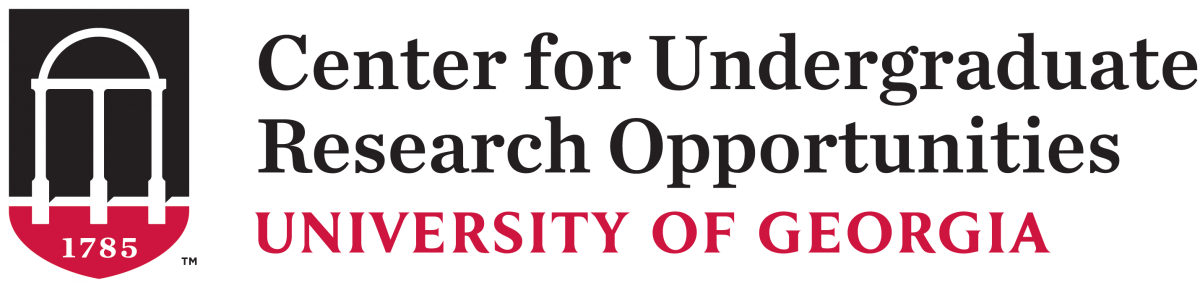 Center for Undergraduate
Research Opportunities
UNIVERSITY OF GEORGIA
1785
™